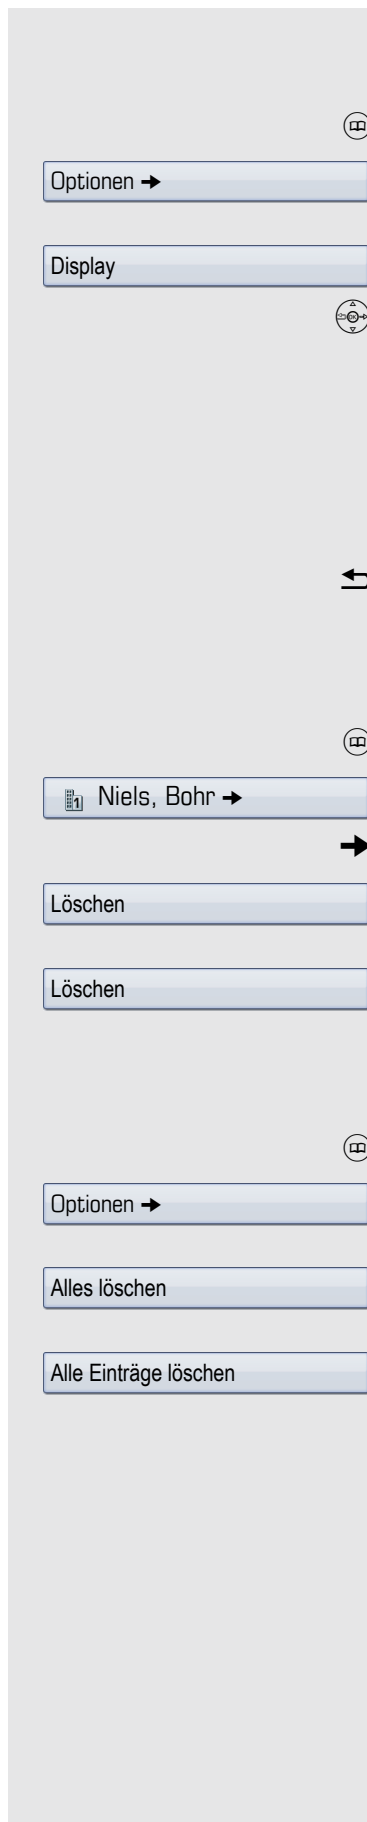 Optionen →
Display
Niels, Bohr →
Löschen
Löschen
Optionen →
Alles löschen
Alle Einträge löschen